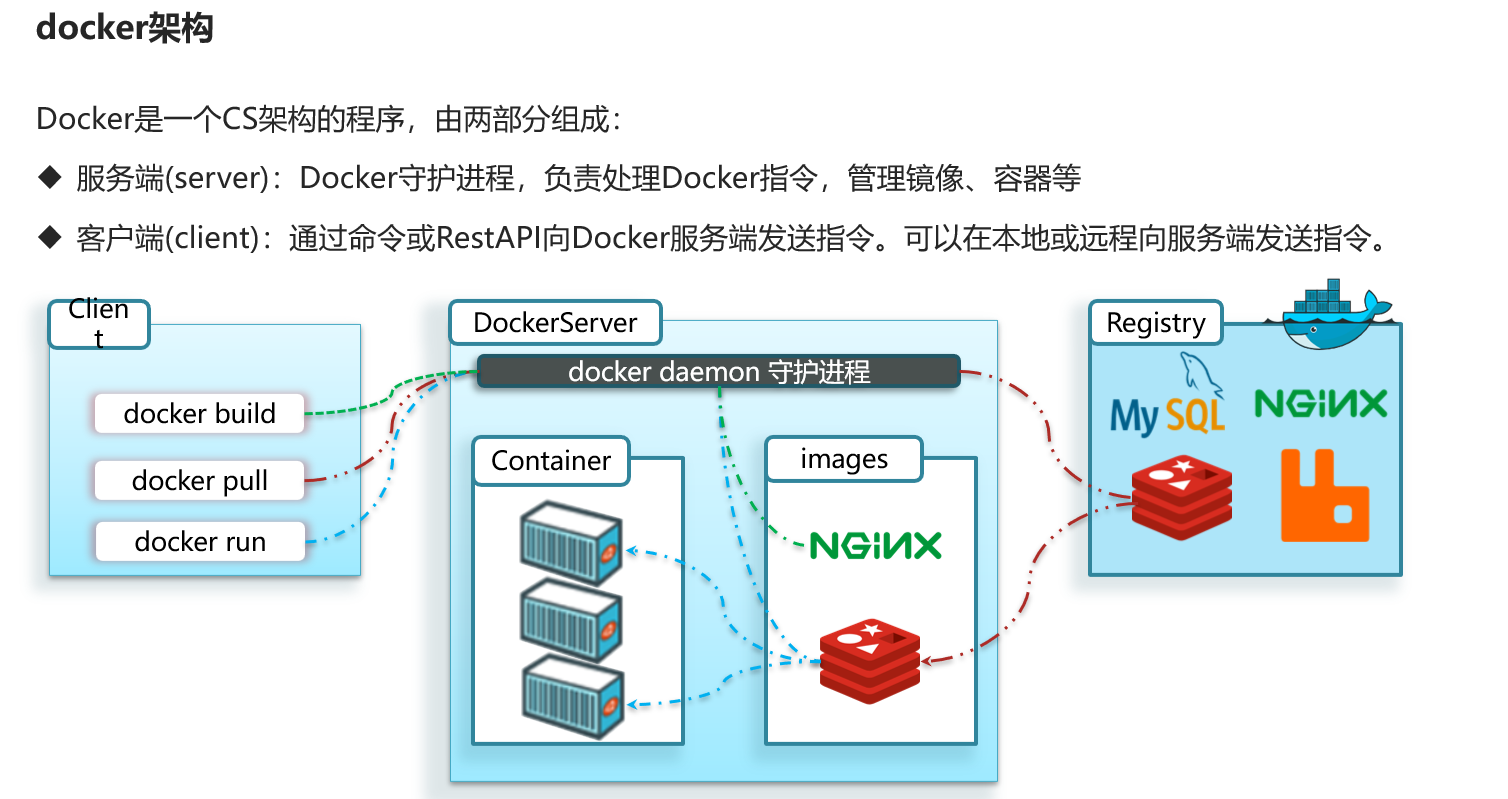 docker架构
Docker是一个CS架构的程序，由两部分组成：
◆ 服务端(server)：Docker守护进程，负责处理Docker指令，管理镜像、容器等
◆ 客户端(client)：通过命令或RestAPI向Docker服务端发送指令。可以在本地或远程向服务端发送指令。
Clien
t
docker build
docker pull
docker run
DockerServer
docker daemon 守护进程
Container
images
NGINX
Registry
MySQL
NGINX